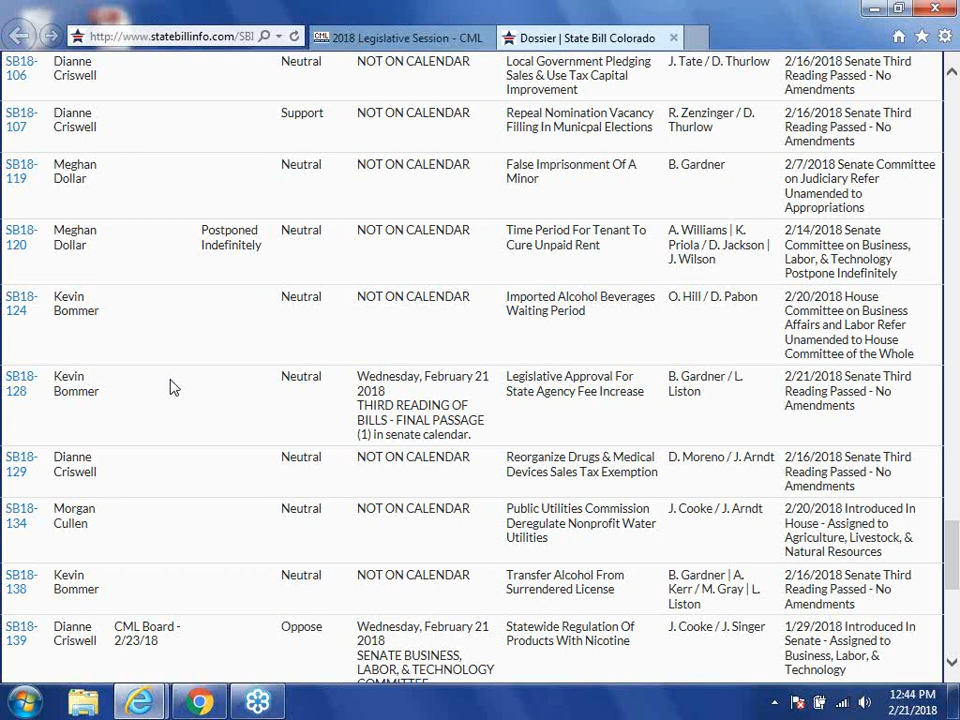 http://www.statebillinfo.com/SBI
CML 2018 Legislative Session - CML
Dossier | State Bill Colorado
SB18-106 Dianne Criswell Neutral NOT ON CALENDAR Local Government Pledging Sales & Use Tax Capital Improvement J. Tate / D. Thurlow 2/16/2018 Senate Third Reading Passed - No Amendments
SB18-107 Dianne Criswell Support NOT ON CALENDAR Repeal Nomination Vacancy Filling In Municpal Elections R. Zenzinger / D. Thurlow 2/16/2018 Senate Third Reading Passed - No Amendments
SB18-119 Meghan Dollar Neutral NOT ON CALENDAR False Imprisonment Of A Minor B. Gardner 2/7/2018 Senate Committee on Judiciary Refer Unamended to Appropriations
SB18-120 Meghan Dollar Postponed Indefinitely Neutral NOT ON CALENDAR Time Period For Tenant To Cure Unpaid Rent A. Williams | K. Priola / D. Jackson | J. Wilson 2/14/2018 Senate Committee on Business, Labor, & Technology Postpone Indefinitely
SB18-124 Kevin Bommer Neutral NOT ON CALENDAR Imported Alcohol Beverages Waiting Period O. Hill / D. Pabon 2/20/2018 House Committee on Business Affairs and Labor Refer Unamended to House Committee of the Whole
SB18-128 Kevin Bommer Neutral Wednesday, February 21 2018 THIRD READING OF BILLS - FINAL PASSAGE (1) in senate calendar. Legislative Approval For State Agency Fee Increase B. Gardner / L. Liston 2/21/2018 Senate Third Reading Passed - No Amendments
SB18-129 Dianne Criswell Neutral NOT ON CALENDAR Reorganize Drugs & Medical Devices Sales Tax Exemption D. Moreno / J. Arndt 2/16/2018 Senate Third Reading Passed - No Amendments
SB18-134 Morgan Cullen Neutral NOT ON CALENDAR Public Utilities Commission Deregulate Nonprofit Water Utilities J. Cooke / J. Arndt 2/20/2018 Introduced In House - Assigned to Agriculture, Livestock, & Natural Resources
SB18-138 Kevin Bommer Neutral NOT ON CALENDAR Transfer Alcohol From Surrendered License B. Gardner | A. Kerr / M. Gray | L. Liston 2/16/2018 Senate Third Reading Passed - No Amendments
SB18-139 Dianne Criswell CML Board - 2/23/18 Oppose Wednesday, February 21 2018 SENATE BUSINESS, LABOR, & TECHNOLOGY COMMITTEE Statewide Regulation Of Products With Nicotine J. Cooke / J. Singer 1/29/2018 Introduced In Senate - Assigned to Business, Labor, & Technology
12:44 PM
2/21/2018